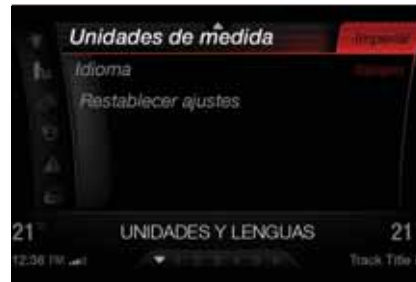 Unidades de medida Imperial
Idioma
Restablecer ajustes
21 UNIDADES Y LENGUAS 21
12:36 PM Track Title